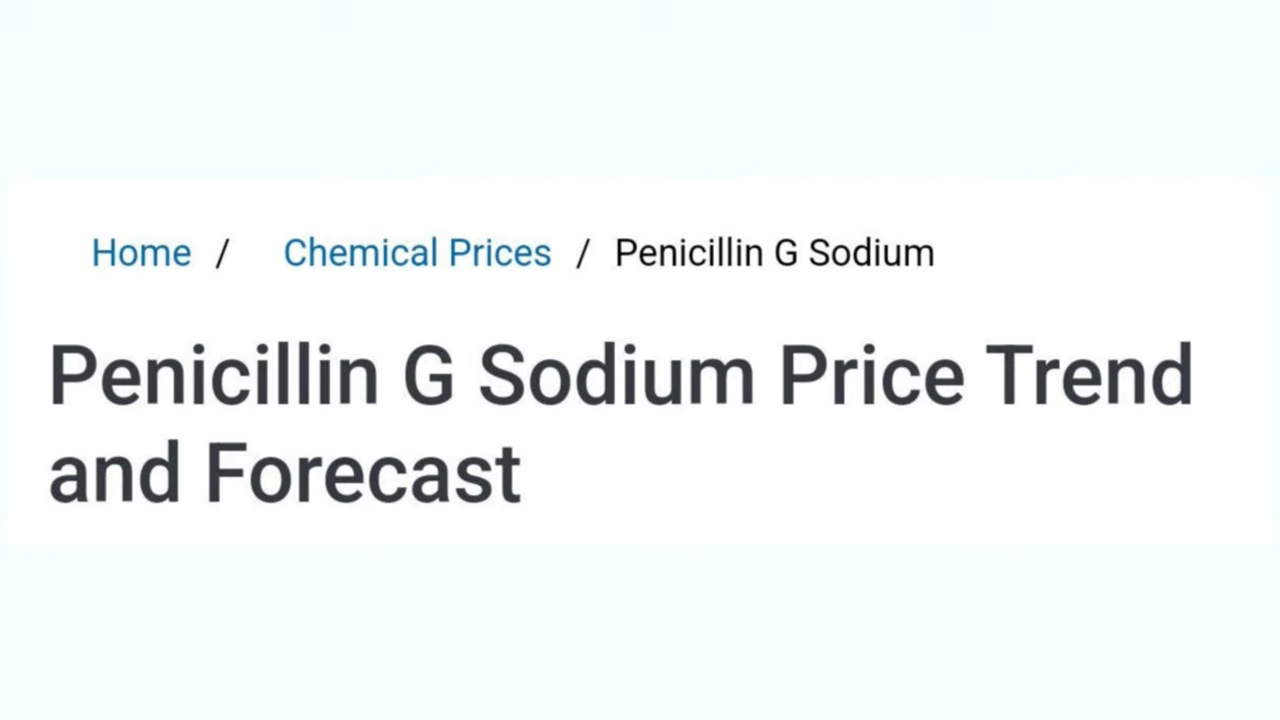 Home / Chemical Prices / Penicillin G Sodium
Penicillin G Sodium Price Trend
and Forecast